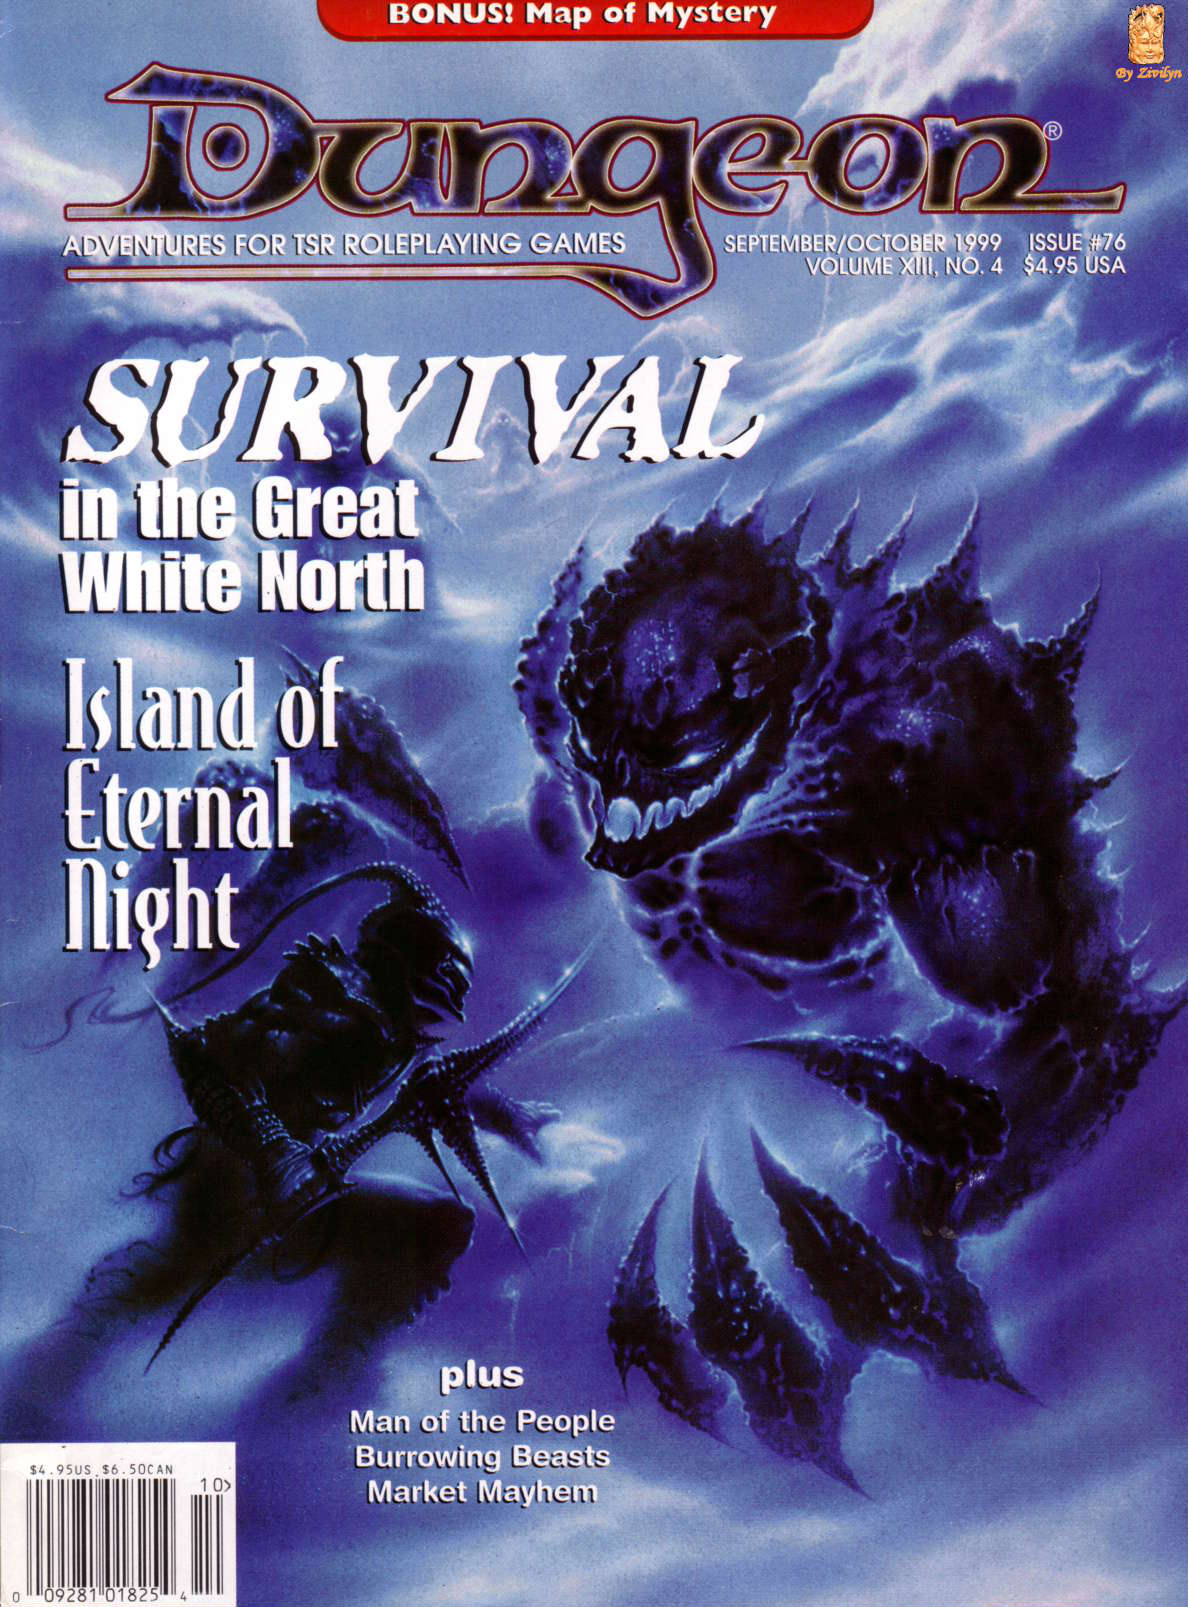 BONUS! Map of Mystery
By Zivilyn
Dungeon®
ADVENTURES FOR TSR ROLEPLAYING GAMES
SEPTEMBER/OCTOBER 1999 ISSUE #76
VOLUME XIII, NO. 4 $4.95 USA
SURVIVAL
in the Great
White North
Island of
Eternal
Night
plus
Man of the People
Burrowing Beasts
Market Mayhem
$4.95US $6.50CAN
10>
0 09281 01825 4